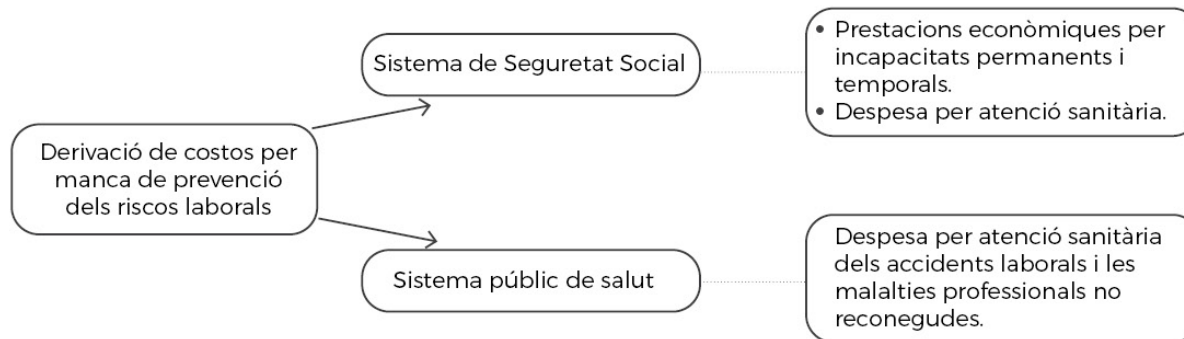 Derivació de costos per
manca de prevenció
dels riscos laborals
Sistema de Seguretat Social
• Prestacions econòmiques per
incapacitats permanents i
temporals.
• Despesa per atenció sanitària.
Sistema públic de salut
Despesa per atenció sanitària
dels accidents laborals i les
malalties professionals no
reconegudes.